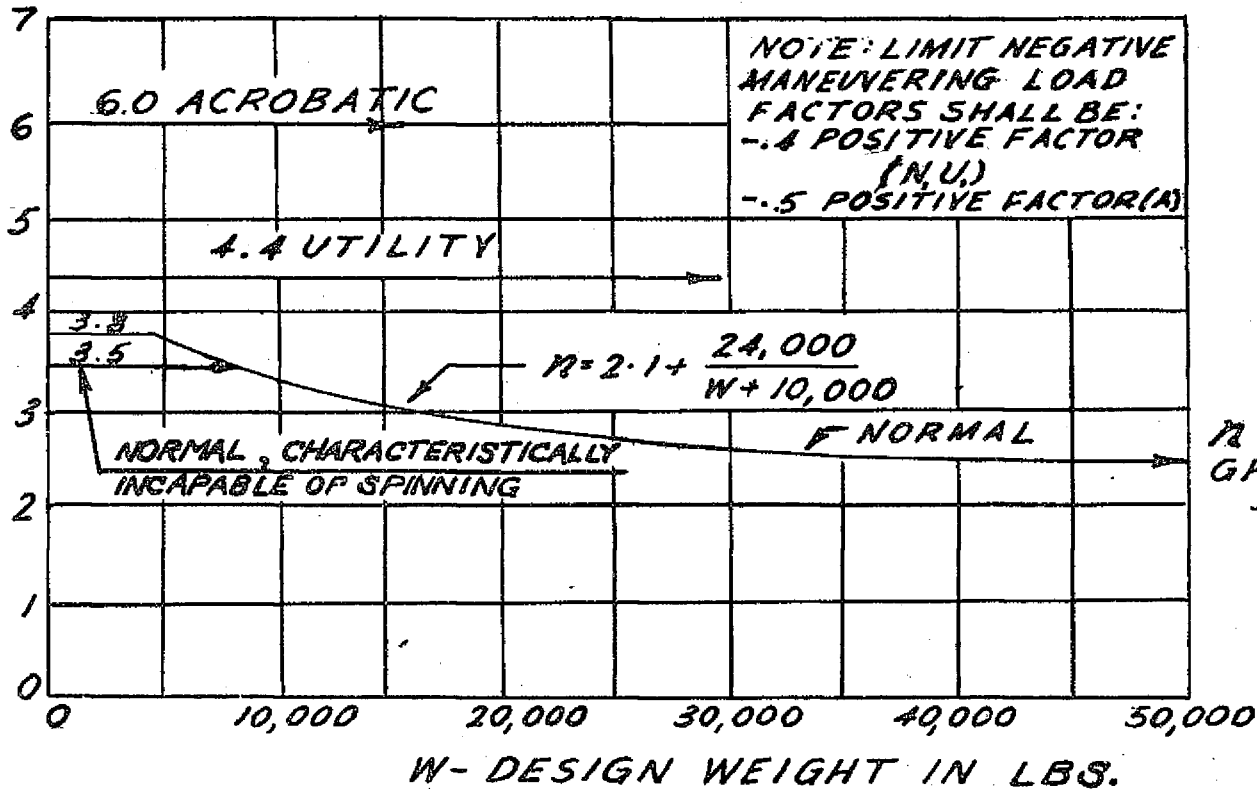 7
NOTE: LIMIT NEGATIVE
MANEUVERING LOAD
FACTORS SHALL BE:
-.4 POSITIVE FACTOR
(N,U,)
-.5 POSITIVE FACTOR(A)
6.0 ACROBATIC
6
5
4.4 UTILITY
4
3.8
3.5
n=2.1+ 24,000
W+10,000
3
NORMAL
NORMAL, CHARACTERISTICALLY
INCAPABLE OF SPINNING
n
2
1
0
0 10,000 20,000 30,000 40,000 50,000
W- DESIGN WEIGHT IN LBS.